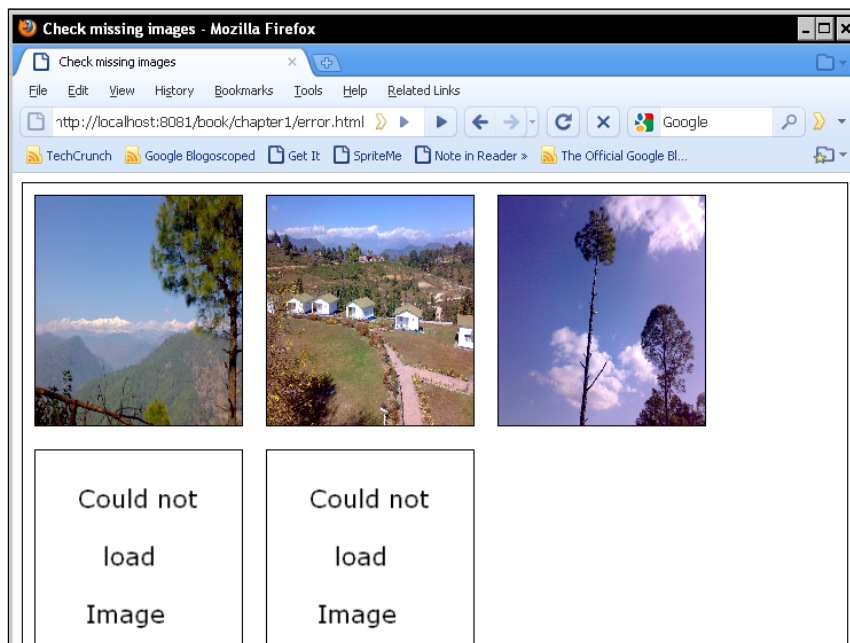 Check missing images - Mozilla Firefox
Check missing images
File Edit View History Bookmarks Tools Help Related Links
http://localhost:8081/book/chapter1/error.html Google
TechCrunch Google Blogoscoped Get It SpriteMe Note in Reader » The Official Google Bl...
Could not
load
Image
Could not
load
Image